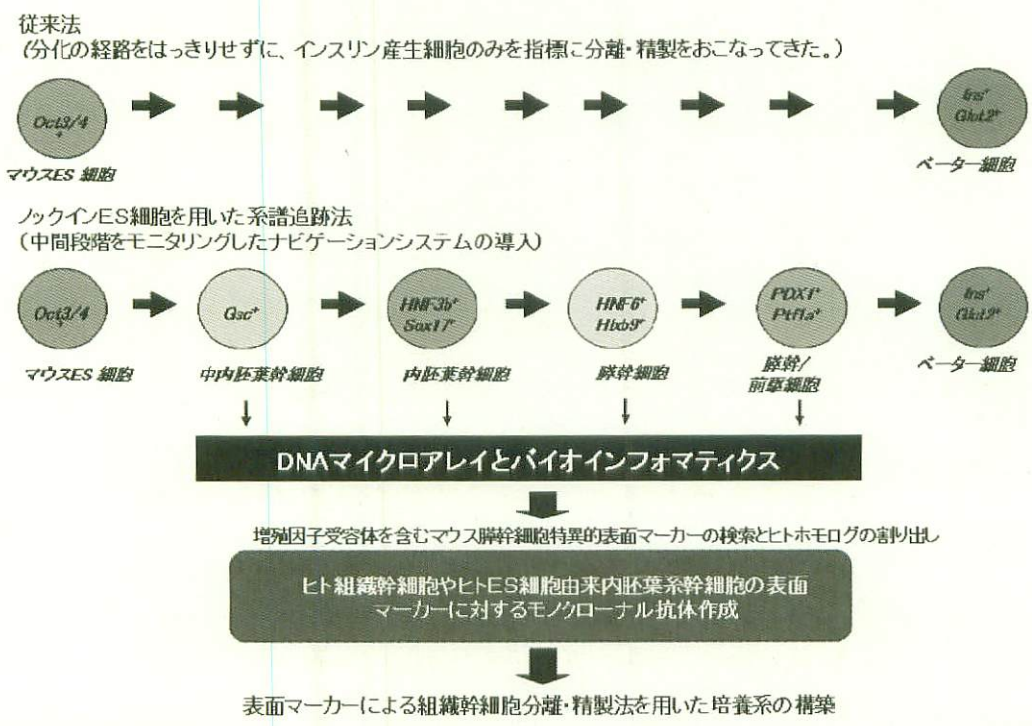 従来法
(分化の経路をはっきりせずに、インスリン産生細胞のみを指標に分離・精製をおこなってきた。)
Oct3/4
+
Ins+
Glut2+
マウスES 細胞
ベーター細胞
ノックインES細胞を用いた系譜追跡法
(中間段階をモニタリングしたナビゲーションシステムの導入)
Oct3/4
+
Gsc+
HNF3b+
Sox17+
HNF6+
Hlxb9+
PDX1+
Ptf1a+
Ins+
Glut2+
マウスES 細胞
中内胚葉幹細胞
内胚葉幹細胞
膵幹細胞
膵幹/
前駆細胞
ベーター細胞
DNAマイクロアレイとバイオインフォマティクス
増殖因子受容体を含むマウス膵幹細胞特異的表面マーカーの検索とヒトホモログの割り出し
ヒト組織幹細胞やヒトES細胞由来内胚葉系幹細胞の表面
マーカーに対するモノクローナル抗体作成
表面マーカーによる組織幹細胞分離・精製法を用いた培養系の構築